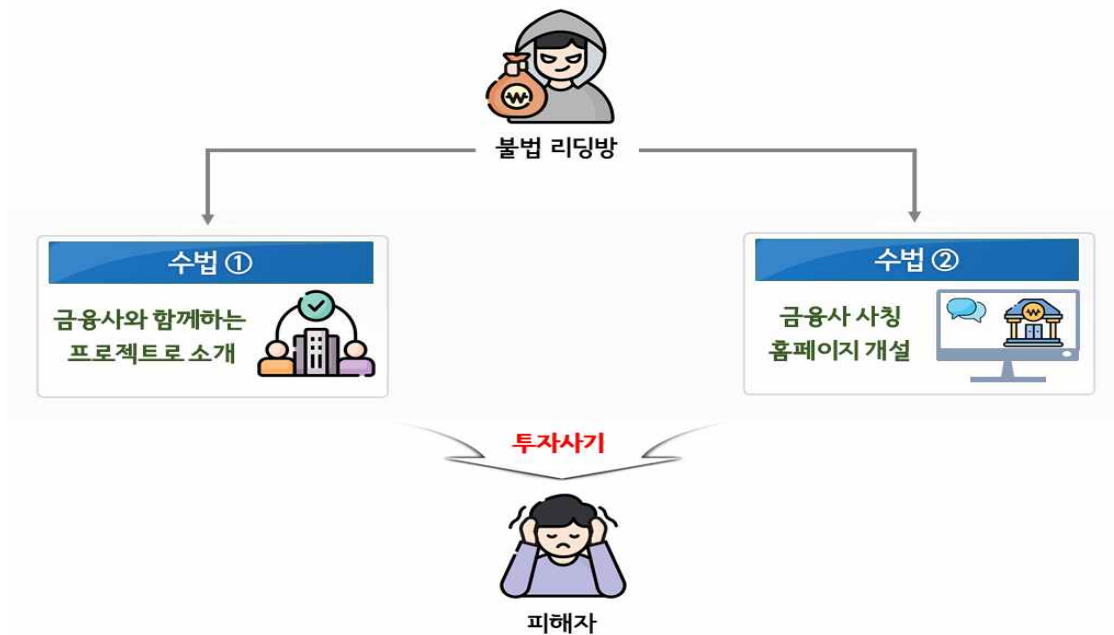 불법 리딩방
수법 ①
금융사와 함께하는
프로젝트로 소개
수법 ②
금융사 사칭
홈페이지 개설
투자사기
피해자